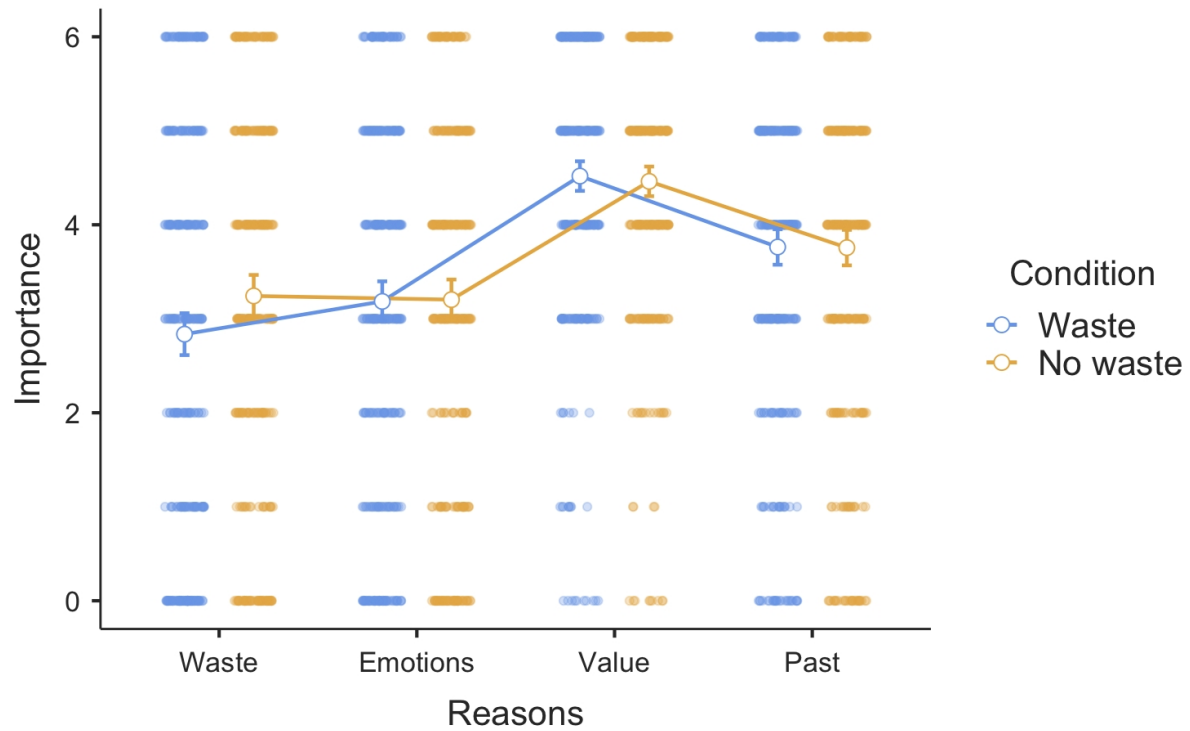 6
4
2
0
Importance
Waste
Emotions
Value
Past
Reasons
Condition
Waste
No waste